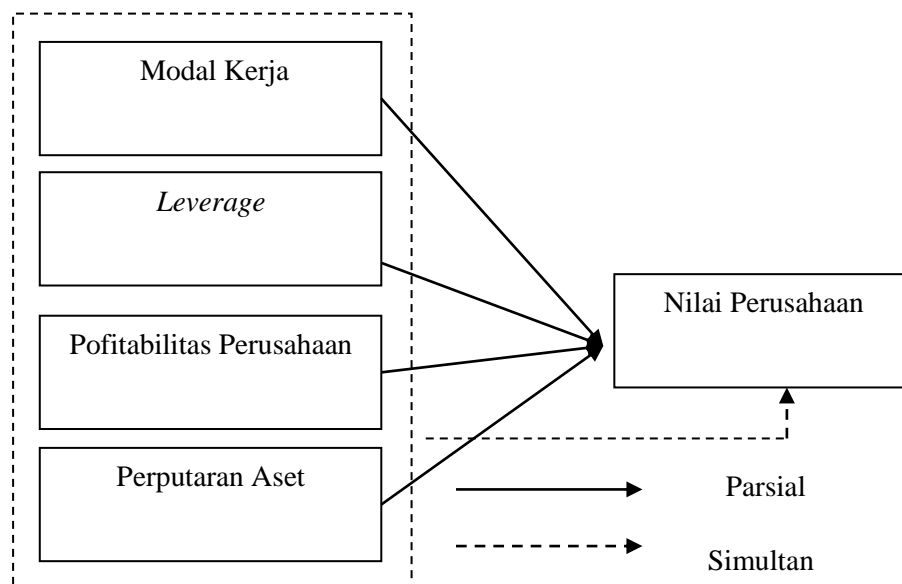 Modal Kerja
Leverage
Nilai Perusahaan
Pofitabilitas Perusahaan
Perputaran Aset
Parsial
Simultan